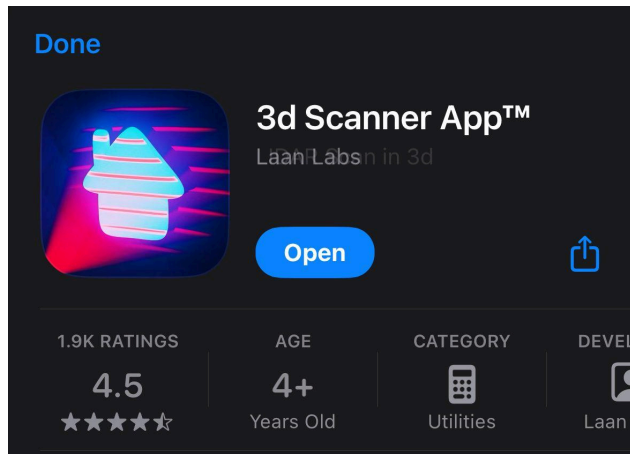 Done
3d Scanner App™
Laan Labs
Open
1.9K RATINGS
4.5
AGE
4+
Years Old
CATEGORY
Utilities
DEVEL
Laan